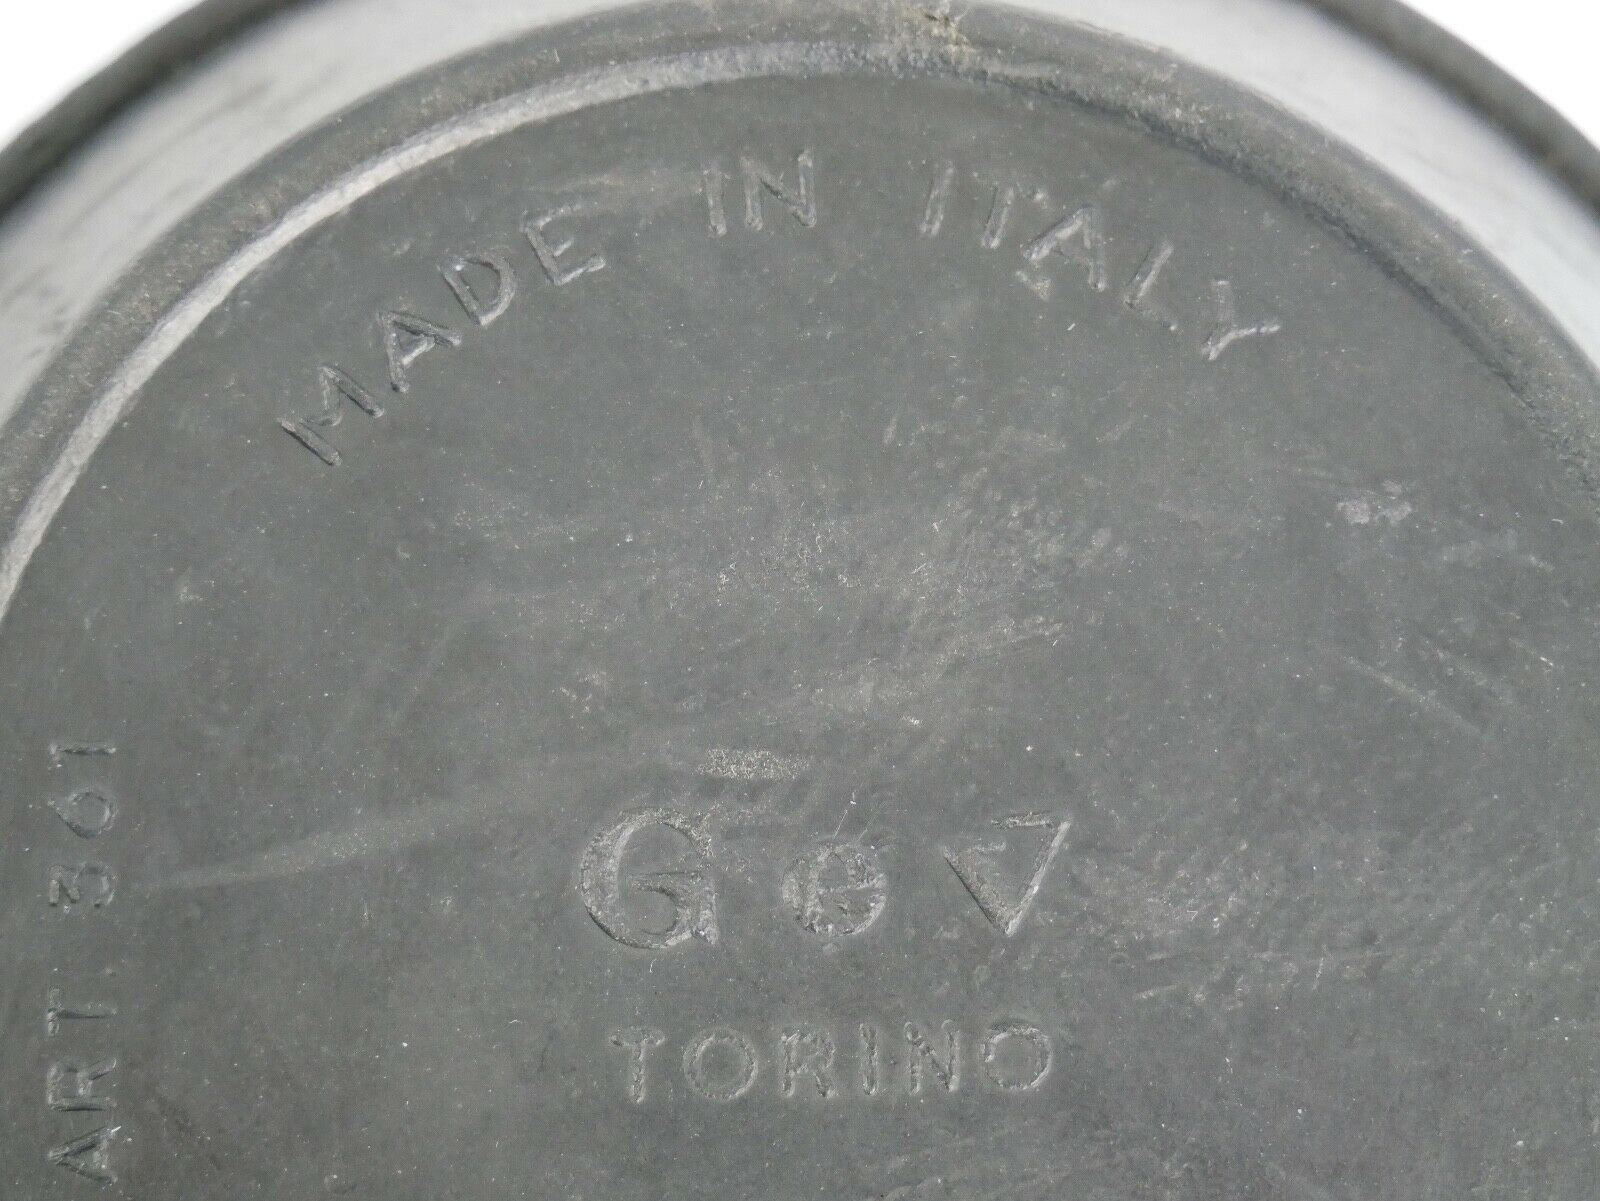 MADE IN ITALY
ART. 361
GeV
TORINO